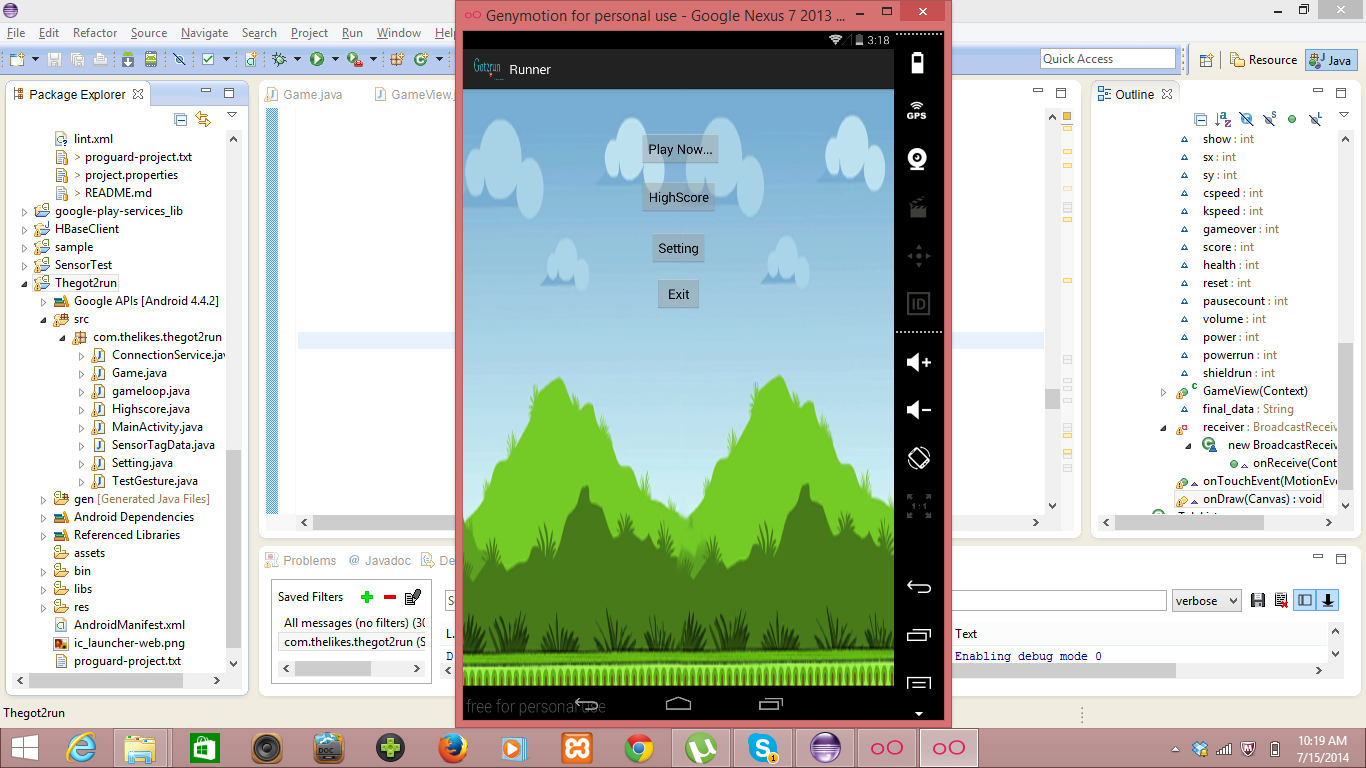 Genymotion for personal use - Google Nexus 7 2013 ...
File Edit Refactor Source Navigate Search Project Run Window Help
Quick Access
Resource
Java
Package Explorer
lint.xml
> proguard-project.txt
> project.properties
> README.md
google-play-services_lib
HBaseClient
sample
SensorTest
Thegot2run
Google APIs [Android 4.4.2]
src
com.thelikes.thegot2run
ConnectionService.jav
Game.java
gameloop.java
Highscore.java
MainActivity.java
SensorTagData.java
Setting.java
TestGesture.java
gen [Generated Java Files]
Android Dependencies
Referenced Libraries
assets
bin
libs
res
AndroidManifest.xml
ic_launcher-web.png
proguard-project.txt
Game.java
GameView.j
3:18
Got2run
Runner
Play Now...
HighScore
Setting
Exit
free for personal use
GPS
ID
1:1
Outline
show : int
sx : int
sy : int
cspeed : int
kspeed : int
gameover : int
score : int
health : int
reset : int
pausecount : int
volume : int
power : int
powerrun : int
shieldrun : int
GameView(Context)
final_data : String
receiver : BroadcastReceiv
new BroadcastReceiv
onReceive(Cont
onTouchEvent(MotionEve
onDraw(Canvas) : void
Problems
@ Javadoc
De
Saved Filters
All messages (no filters) (30
com.thelikes.thegot2run (S
S
L.
D
verbose
Text
Enabling debug mode 0
Thegot2run
10:19 AM
7/15/2014